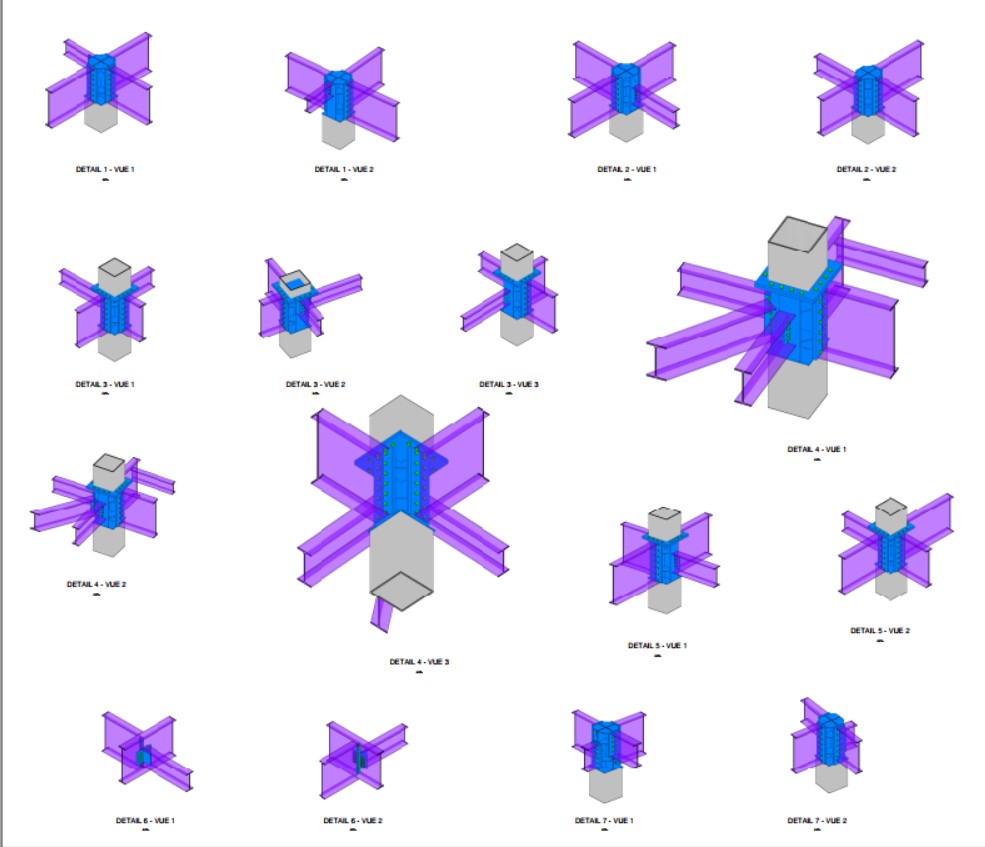 DETAIL 1 - VUE 1
DETAIL 1 - VUE 2
DETAIL 2 - VUE 1
DETAIL 2 - VUE 2
DETAIL 3 - VUE 1
DETAIL 3 - VUE 2
DETAIL 3 - VUE 3
DETAIL 4 - VUE 1
DETAIL 4 - VUE 2
DETAIL 4 - VUE 3
DETAIL 5 - VUE 1
DETAIL 5 - VUE 2
DETAIL 6 - VUE 1
DETAIL 6 - VUE 2
DETAIL 7 - VUE 1
DETAIL 7 - VUE 2